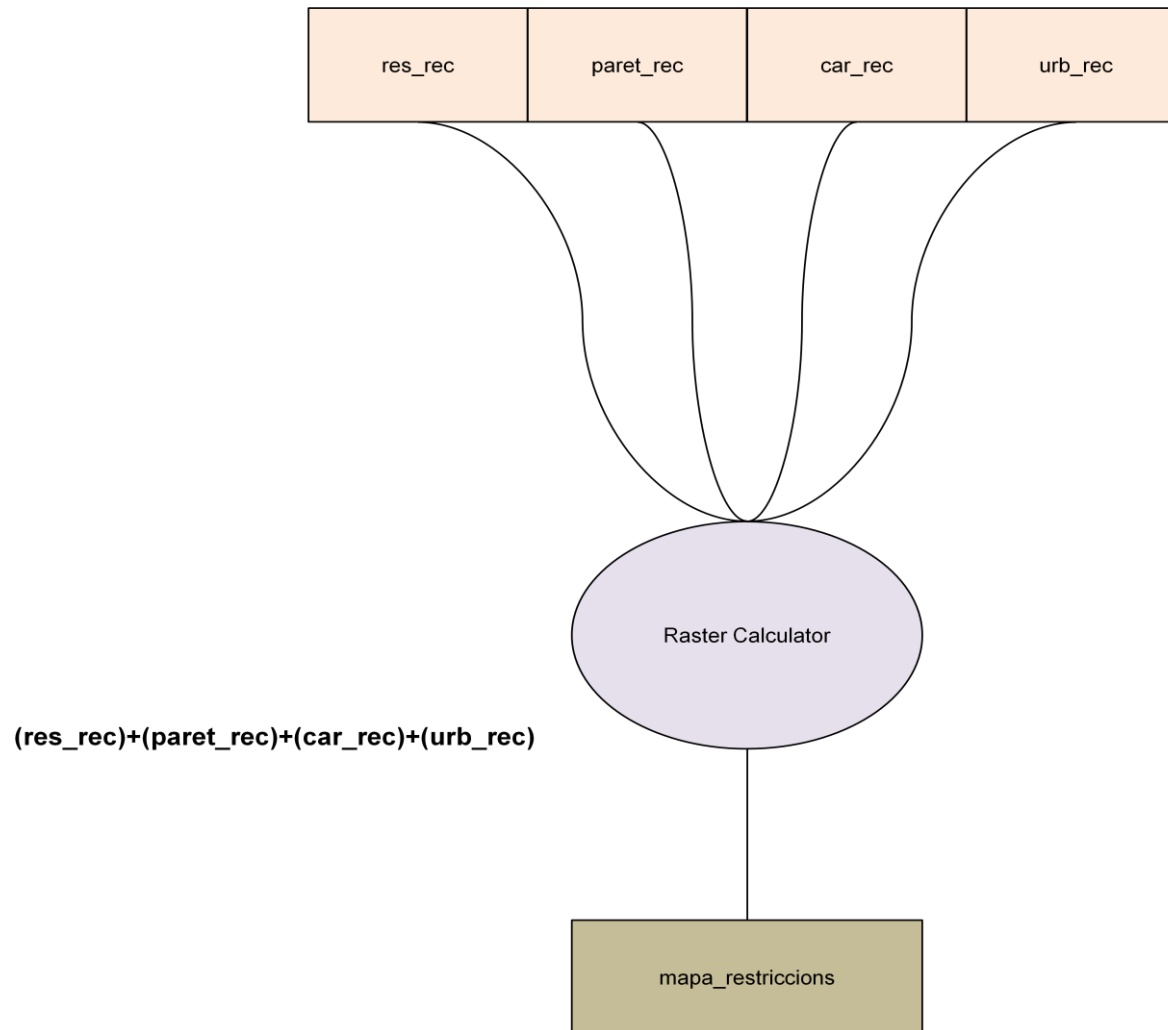 res_rec
paret_rec
car_rec
urb_rec
Raster Calculator
(res_rec)+(paret_rec)+(car_rec)+(urb_rec)
mapa_restriccions